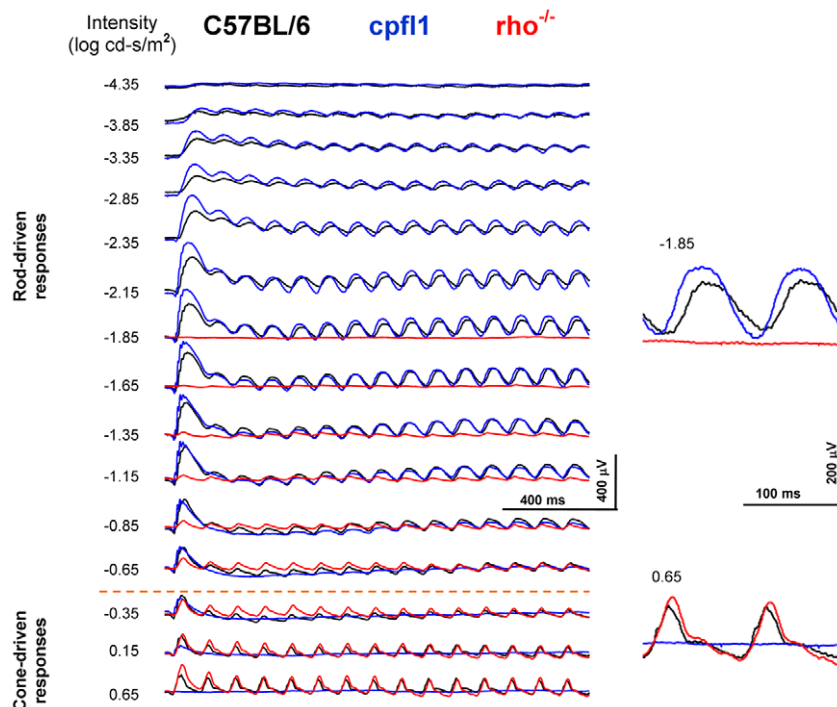 Intensity
(log cd-s/m²)
C57BL/6 cpfl1 rho-/-
-4.35
-3.85
-3.35
-2.85
-2.35
-2.15
-1.85
-1.65
-1.35
-1.15
-0.85
-0.65
-0.35
0.15
0.65
Rod-driven
responses
Cone-driven
responses
400 ms
400 µV
-1.85
200 µV
100 ms
0.65